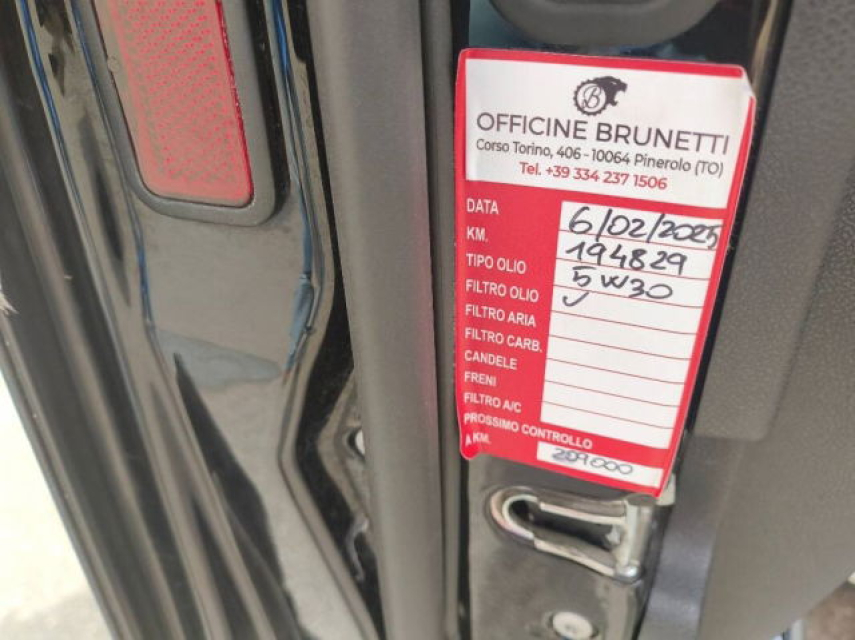 B
OFFICINE BRUNETTI
Corso Torino, 406 - 10064 Pinerolo (TO)
Tel. +39 334 237 1506
DATA 6/02/2025
KM. 194829
TIPO OLIO 5W30
FILTRO OLIO ✓
FILTRO ARIA
FILTRO CARB.
CANDELE
FRENI
FILTRO A/C
PROSSIMO CONTROLLO
A KM. 209000